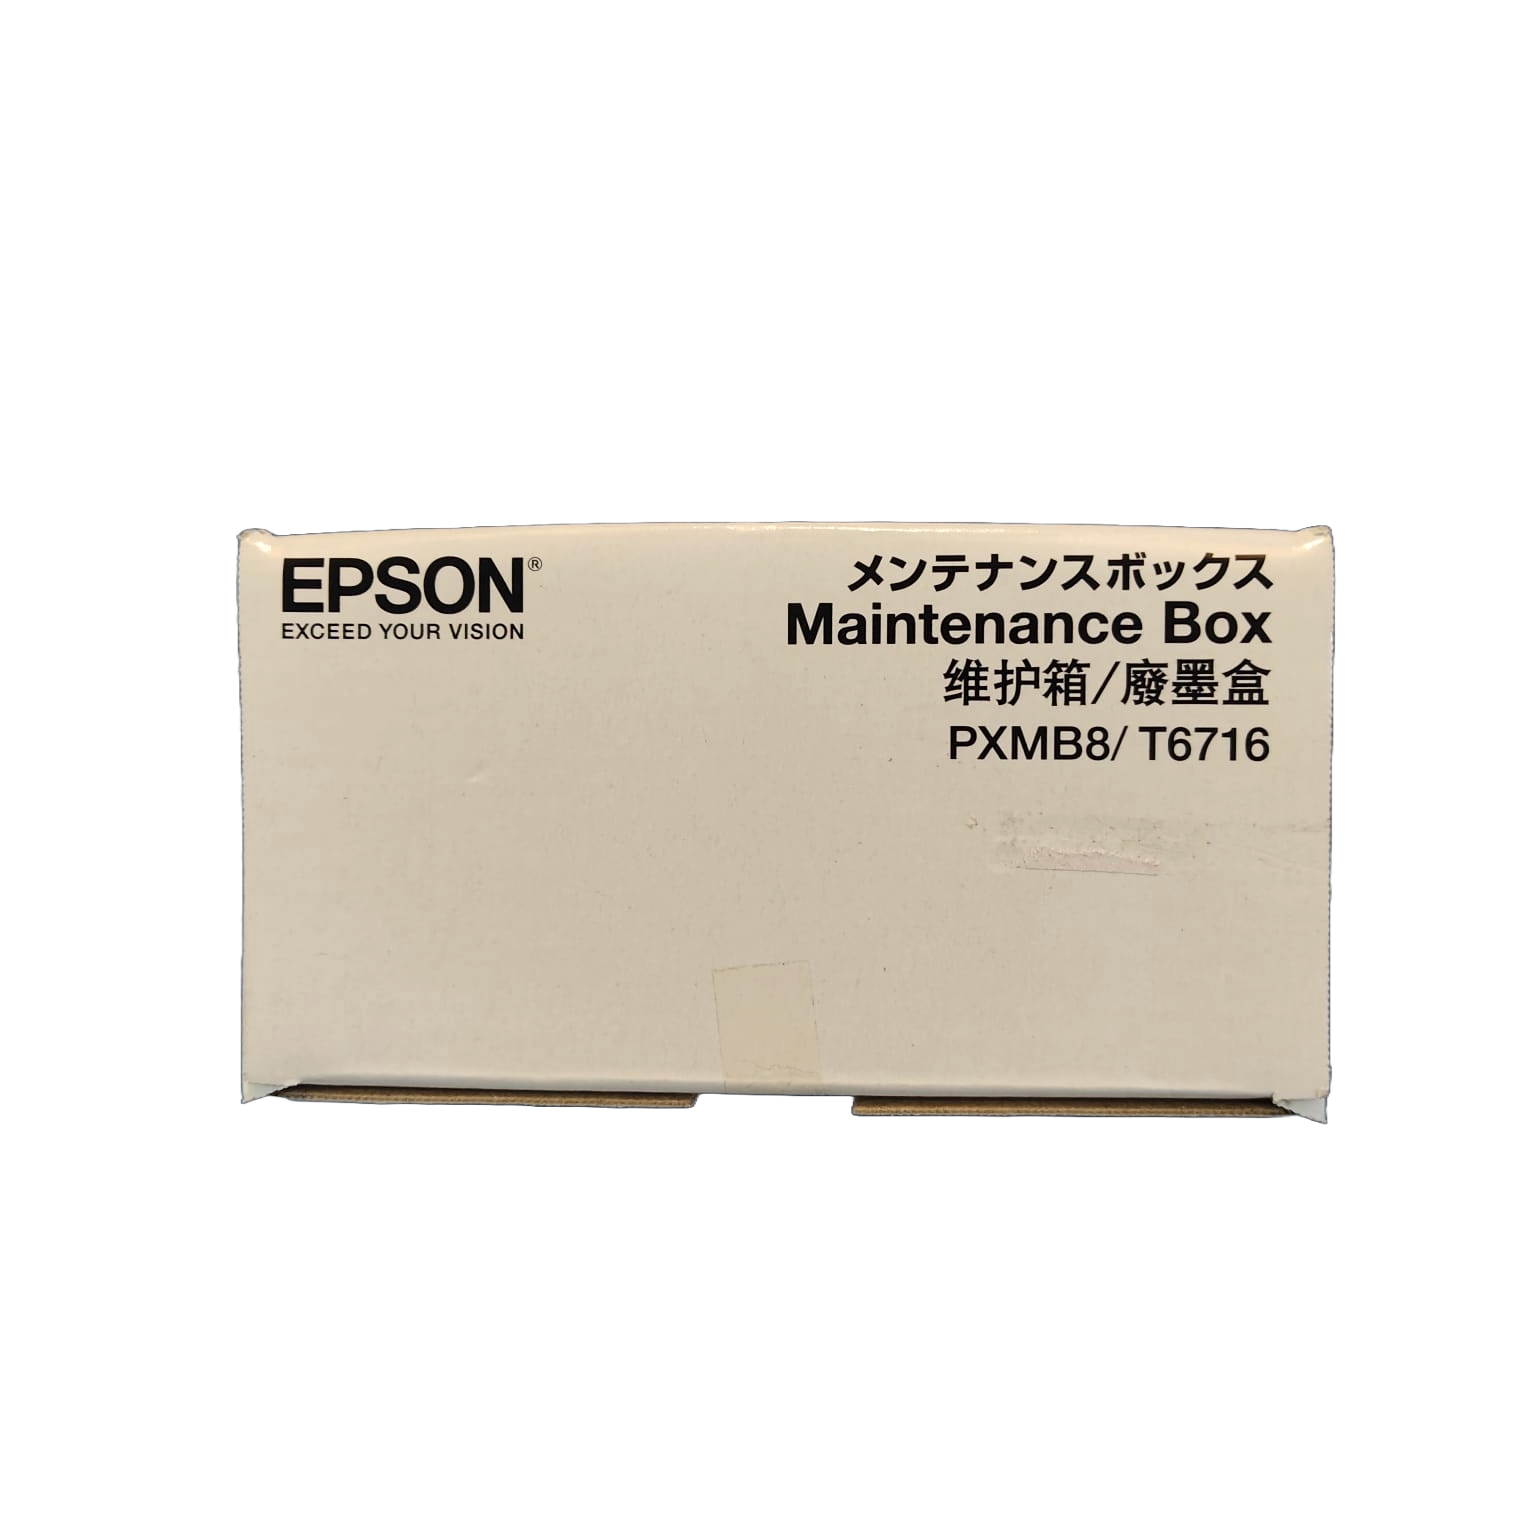 EPSON®
EXCEED YOUR VISION
メンテナンスボックス
Maintenance Box
维护箱/廢墨盒
PXMB8/ T6716